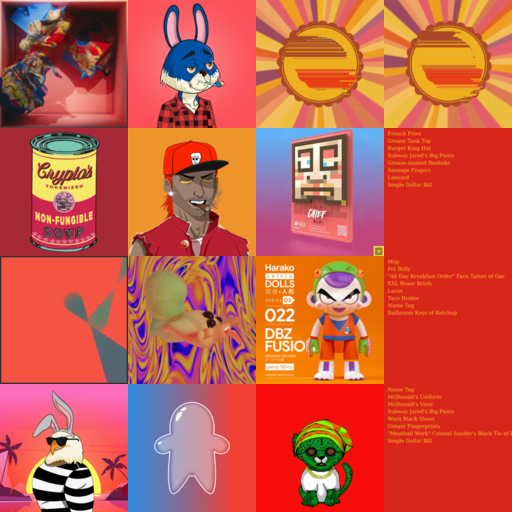 Crypto's
TOKENIZED
NON-FUNGIBLE
SOUP
CHIEF
French Fries
Greasy Tank Top
Burger King Hat
Subway Jared's Big Pants
Grease-stained Reeboks
Sausage Fingers
Lanyard
Single Dollar Bill
Harako
DOLLS
SERIES 03
022
DBZ
FUSIO
Mop
Pot Belly
"All Day Breakfast Order" Face Tattoo of Gas
XXL Boxer Briefs
Laces
Taco Holder
Name Tag
Bathroom Keys of Ketchup
Name Tag
McDonald's Uniform
McDonald's Visor
Subway Jared's Big Pants
Worn Black Shoes
Greasy Fingerprints
"Meatball Work" Colonel Sander's Black Tie of
Single Dollar Bill